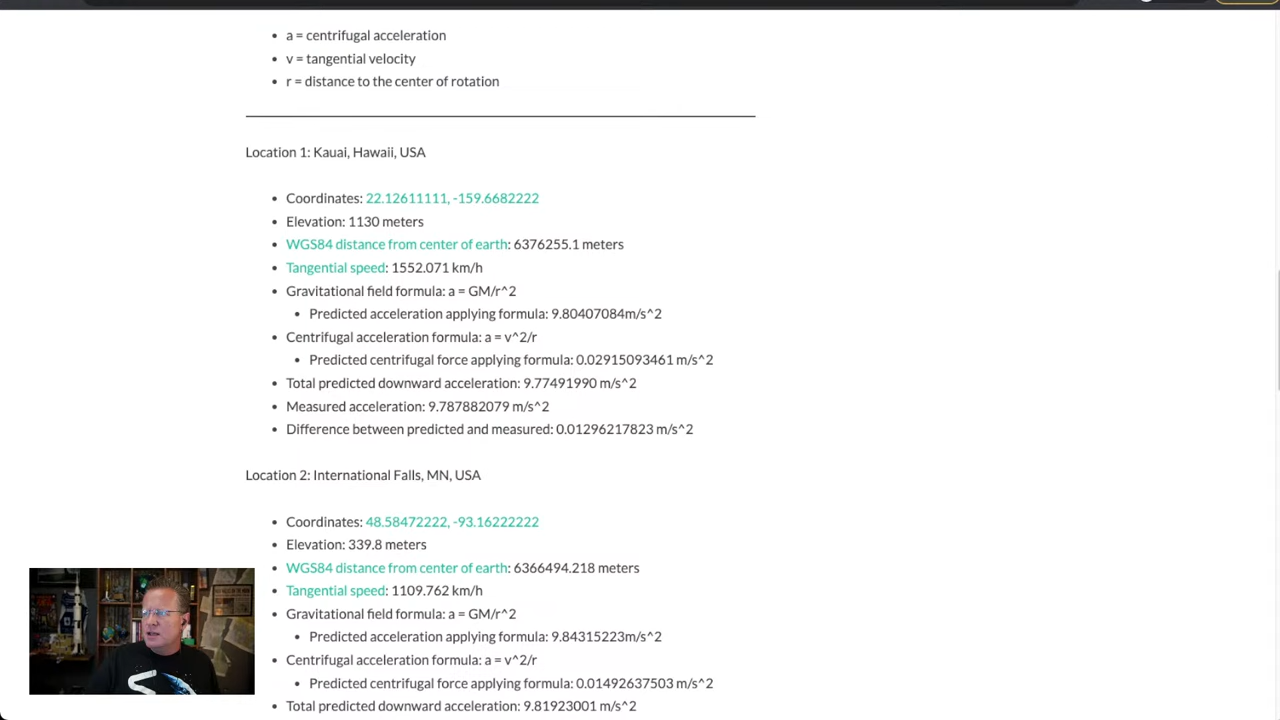 a = centrifugal acceleration
v = tangential velocity
r = distance to the center of rotation
Location 1: Kauai, Hawaii, USA
Coordinates: 22.12611111, -159.6682222
Elevation: 1130 meters
WGS84 distance from center of earth: 6376255.1 meters
Tangential speed: 1552.071 km/h
Gravitational field formula: a = GM/r^2
Predicted acceleration applying formula: 9.80407084m/s^2
Centrifugal acceleration formula: a = v^2/r
Predicted centrifugal force applying formula: 0.02915093461 m/s^2
Total predicted downward acceleration: 9.77491990 m/s^2
Measured acceleration: 9.787882079 m/s^2
Difference between predicted and measured: 0.01296217823 m/s^2
Location 2: International Falls, MN, USA
Coordinates: 48.58472222, -93.16222222
Elevation: 339.8 meters
WGS84 distance from center of earth: 6366494.218 meters
Tangential speed: 1109.762 km/h
Gravitational field formula: a = GM/r^2
Predicted acceleration applying formula: 9.84315223m/s^2
Centrifugal acceleration formula: a = v^2/r
Predicted centrifugal force applying formula: 0.01492637503 m/s^2
Total predicted downward acceleration: 9.81923001 m/s^2